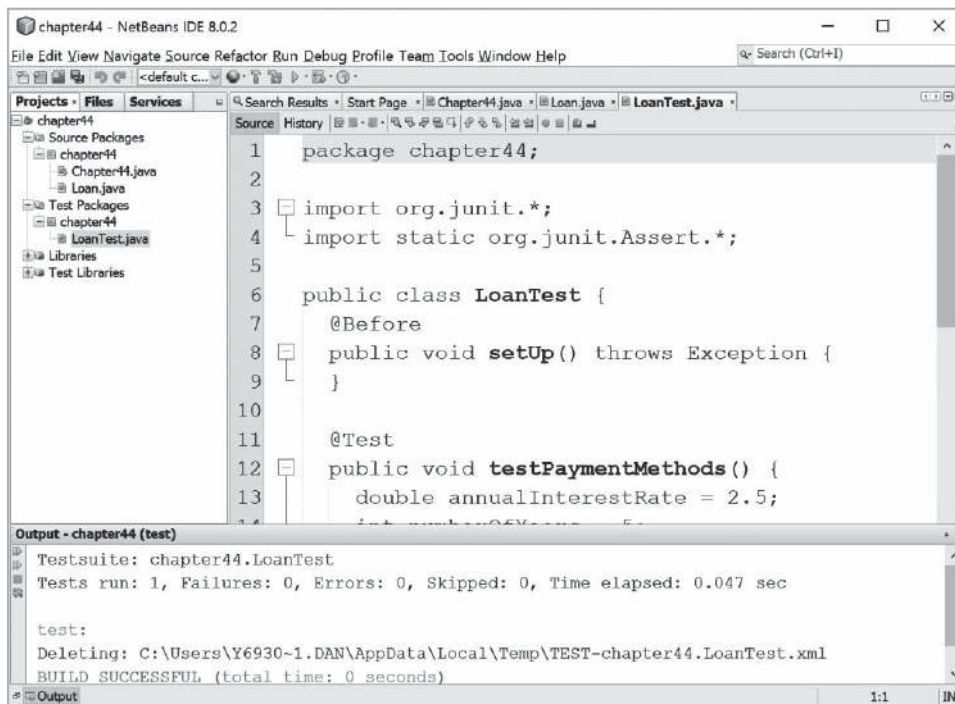 chapter44 - NetBeans IDE 8.0.2
File Edit View Navigate Source Refactor Run Debug Profile Team Tools Window Help
Search (Ctrl+I)
<default c...
Projects Files Services
Search Results Start Page Chapter44.java Loan.java LoanTest.java
chapter44
Source Packages
chapter44
Chapter44.java
Loan.java
Test Packages
chapter44
LoanTest.java
Libraries
Test Libraries
Source History
1 package chapter44;
2
3 import org.junit.*;
4 import static org.junit.Assert.*;
5
6 public class LoanTest {
7 @Before
8 public void setUp() throws Exception {
9 }
10
11 @Test
12 public void testPaymentMethods() {
13 double annualInterestRate = 2.5;
Output - chapter44 (test)
Testsuite: chapter44.LoanTest
Tests run: 1, Failures: 0, Errors: 0, Skipped: 0, Time elapsed: 0.047 sec
test:
Deleting: C:\Users\Y6930~1.DAN\AppData\Local\Temp\TEST-chapter44.LoanTest.xml
BUILD SUCCESSFUL (total time: 0 seconds)
Output
1:1
IN